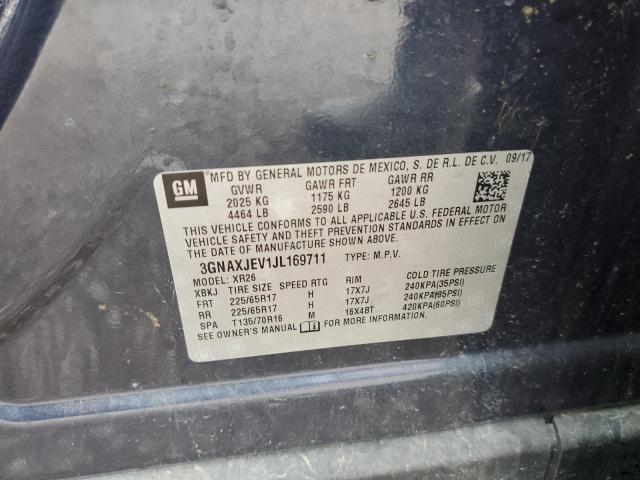 GM
MFD BY GENERAL MOTORS DE MEXICO, S. DE R.L. DE C.V. 09/17
GVWR GAWR FRT GAWR RR
2025 KG 1175 KG 1200 KG
4464 LB 2590 LB 2645 LB
THIS VEHICLE CONFORMS TO ALL APPLICABLE U.S. FEDERAL MOTOR
VEHICLE SAFETY AND THEFT PREVENTION STANDARDS IN EFFECT ON
THE DATE OF MANUFACTURE SHOWN ABOVE.
3GNAXJEV1JL169711 TYPE: M.P.V.
MODEL: XR26
XBKJ TIRE SIZE SPEED RTG RIM COLD TIRE PRESSURE
FRT 225/65R17 H 17X7J 240KPA(35PSI)
RR 225/65R17 H 17X7J 240KPA(35PSI)
SPA T135/70R16 M 16X4BT 420KPA(60PSI)
SEE OWNER'S MANUAL FOR MORE INFORMATION.